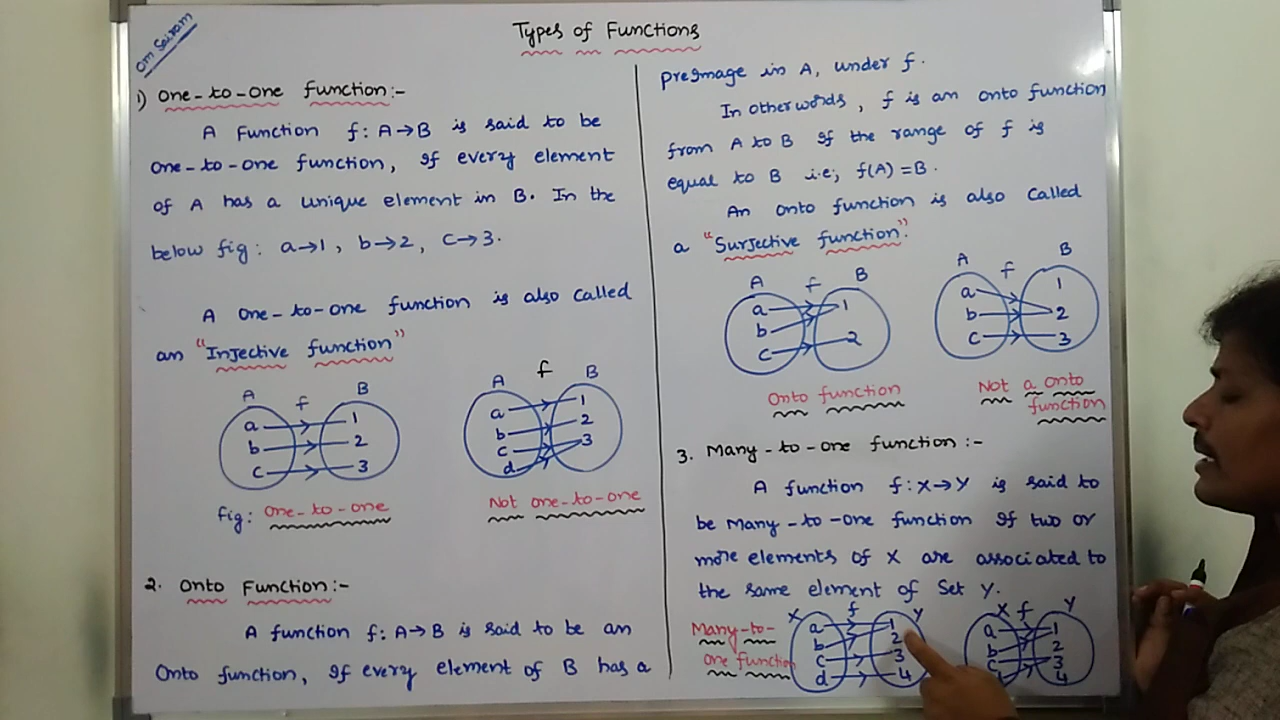 Om Sairam
Types of Functions
1) One-to-one Function:-
A Function f: A→B is said to be
One-to-one function, If every element
of A has a unique element in B. In the
below fig: a→1, b→2, c→3.
A One-to-one function is also called
an "Injective function"
A f B
a 1
b 2
c 3
fig: One-to-one
A f B
a 1
b 2
c 3
d
Not one-to-one
2. Onto Function:-
A function f: A→B is said to be an
Onto function, If every element of B has a
preImage in A, under f.
In otherwords, f is an onto function
from A to B If the range of f is
equal to B i.e; f(A) = B.
An onto function is also called
a "Surjective function".
A f B
a 1
b
c 2
Onto function
A f B
a 1
b 2
c 3
Not a onto
function
3. Many-to-one function:-
A function f: X→Y is said to
be Many-to-one function If two or
more elements of X are associated to
the same element of Set Y.
Many-to-
one function
X f Y
a 1
b 2
c 3
d 4
X f Y
a 1
b 2
c 3
4